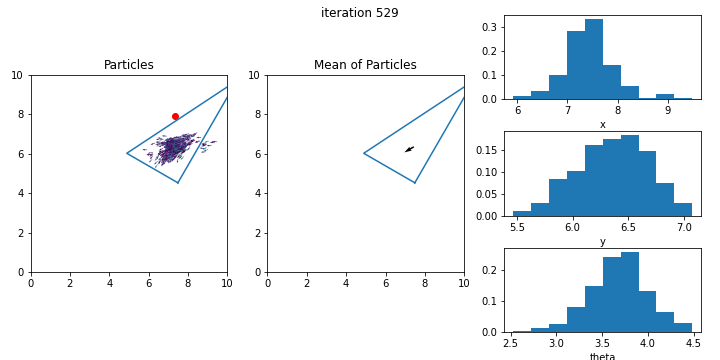 iteration 529
Particles
10
8
6
4
2
0
0 2 4 6 8 10
Mean of Particles
10
8
6
4
2
0
0 2 4 6 8 10
0.3
0.2
0.1
0.0
6 7 8 9
x
0.15
0.10
0.05
0.00
5.5 6.0 6.5 7.0
y
0.2
0.1
0.0
2.5 3.0 3.5 4.0 4.5
theta